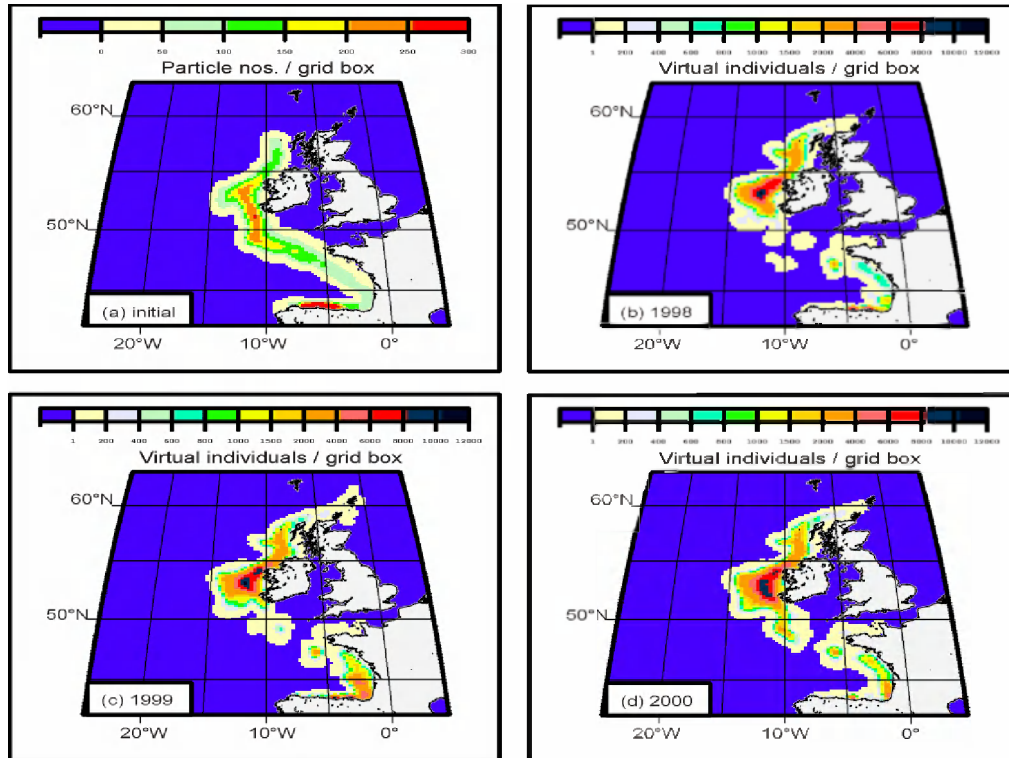 0 50 100 150 200 250 300
Particle nos. / grid box
60°N
50°N
(a) initial
20°W 10°W 0°
1 200 400 600 800 1000 1500 2000 4000 6000 8000 10000 12000
Virtual individuals / grid box
60°N
50°N
(b) 1998
20°W 10°W 0°
1 200 400 600 800 1000 1500 2000 4000 6000 8000 10000 12000
Virtual individuals / grid box
60°N
50°N
(c) 1999
20°W 10°W 0°
1 200 400 600 800 1000 1500 2000 4000 6000 8000 10000 12000
Virtual individuals / grid box
60°N
50°N
(d) 2000
20°W 10°W 0°